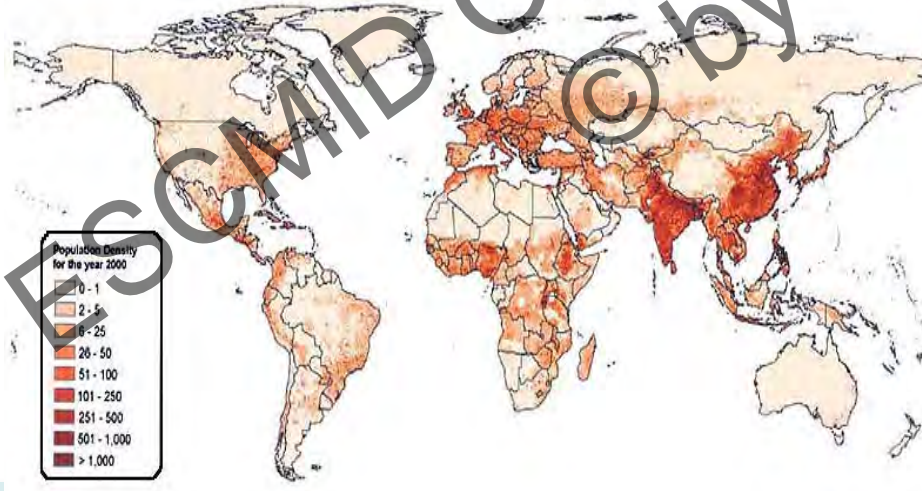 ESCMID
© by
Population Density
for the year 2000
0 - 1
2 - 5
6 - 25
26 - 50
51 - 100
101 - 250
251 - 500
501 - 1,000
> 1,000